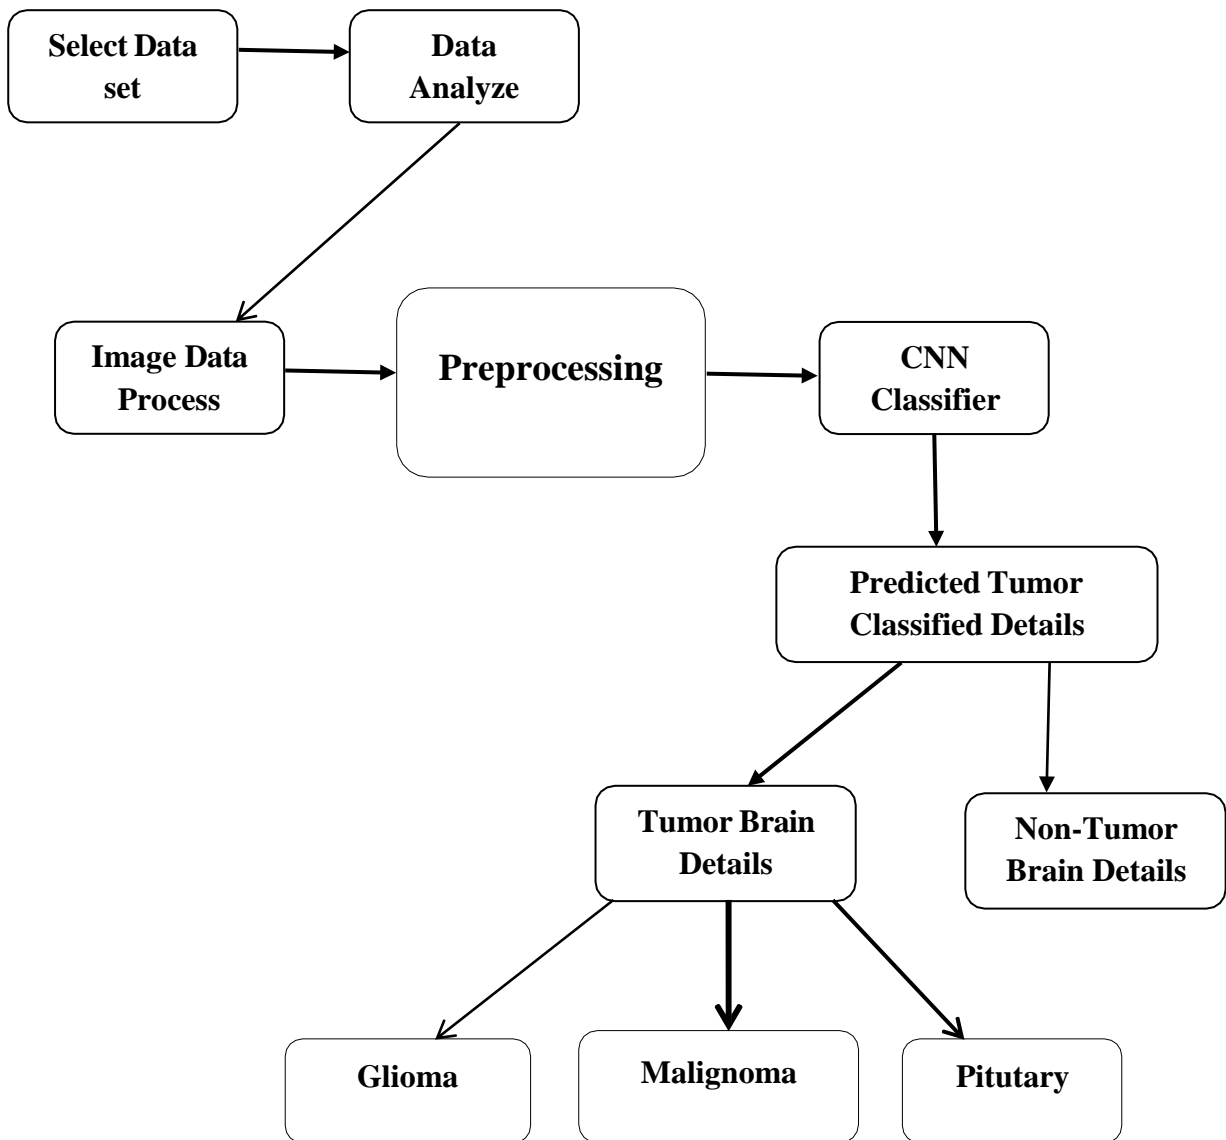 Select Data
set
Data
Analyze
Image Data
Process
Preprocessing
CNN
Classifier
Predicted Tumor
Classified Details
Tumor Brain
Details
Non-Tumor
Brain Details
Glioma
Malignoma
Pitutary